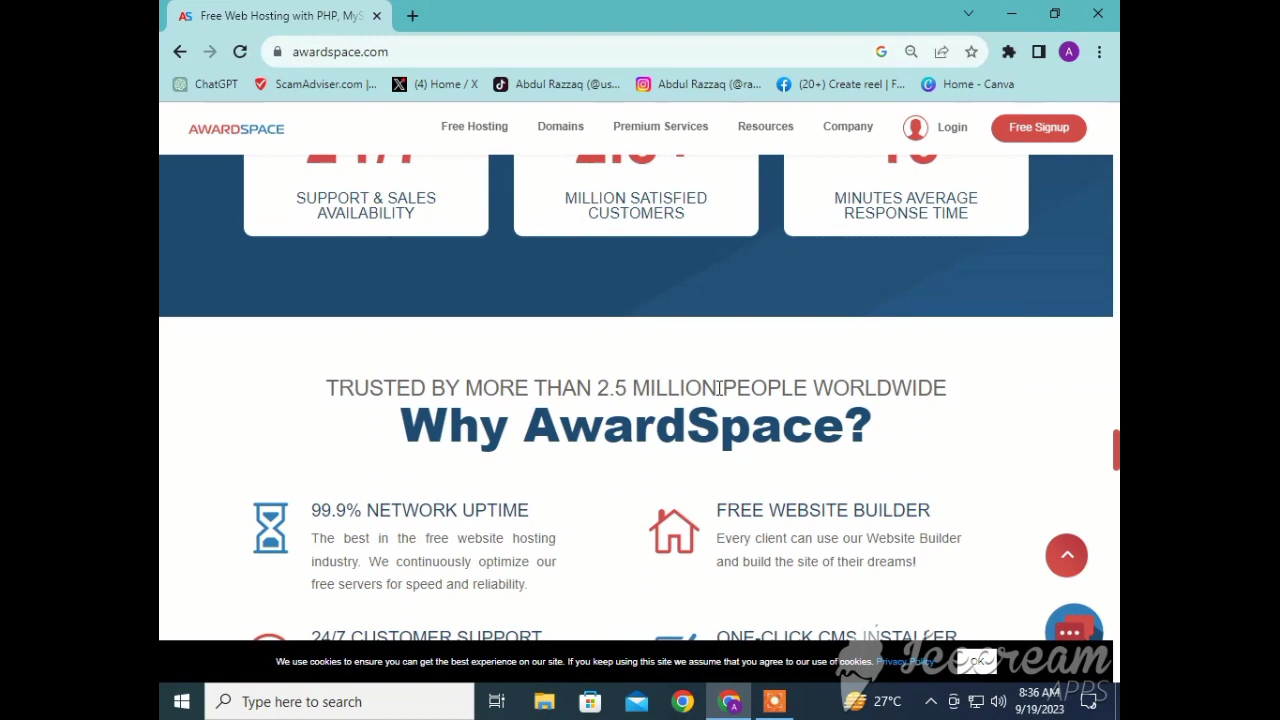 AS Free Web Hosting with PHP, MyS
awardspace.com
A
ChatGPT
ScamAdviser.com |...
(4) Home / X
Abdul Razzaq (@us...
Abdul Razzaq (@ra...
(20+) Create reel | F...
Home - Canva
AWARDSPACE
Free Hosting
Domains
Premium Services
Resources
Company
Login
Free Signup
SUPPORT & SALES
AVAILABILITY
MILLION SATISFIED
CUSTOMERS
MINUTES AVERAGE
RESPONSE TIME
TRUSTED BY MORE THAN 2.5 MILLION PEOPLE WORLDWIDE
Why AwardSpace?
99.9% NETWORK UPTIME
The best in the free website hosting
industry. We continuously optimize our
free servers for speed and reliability.
FREE WEBSITE BUILDER
Every client can use our Website Builder
and build the site of their dreams!
24/7 CUSTOMER SUPPORT
ONE-CLICK CMS INSTALLER
We use cookies to ensure you can get the best experience on our site. If you keep using this site we assume that you agree to our use of cookies. Privacy Policy
OK
Icecream
APPS
Type here to search
27°C
8:36 AM
9/19/2023